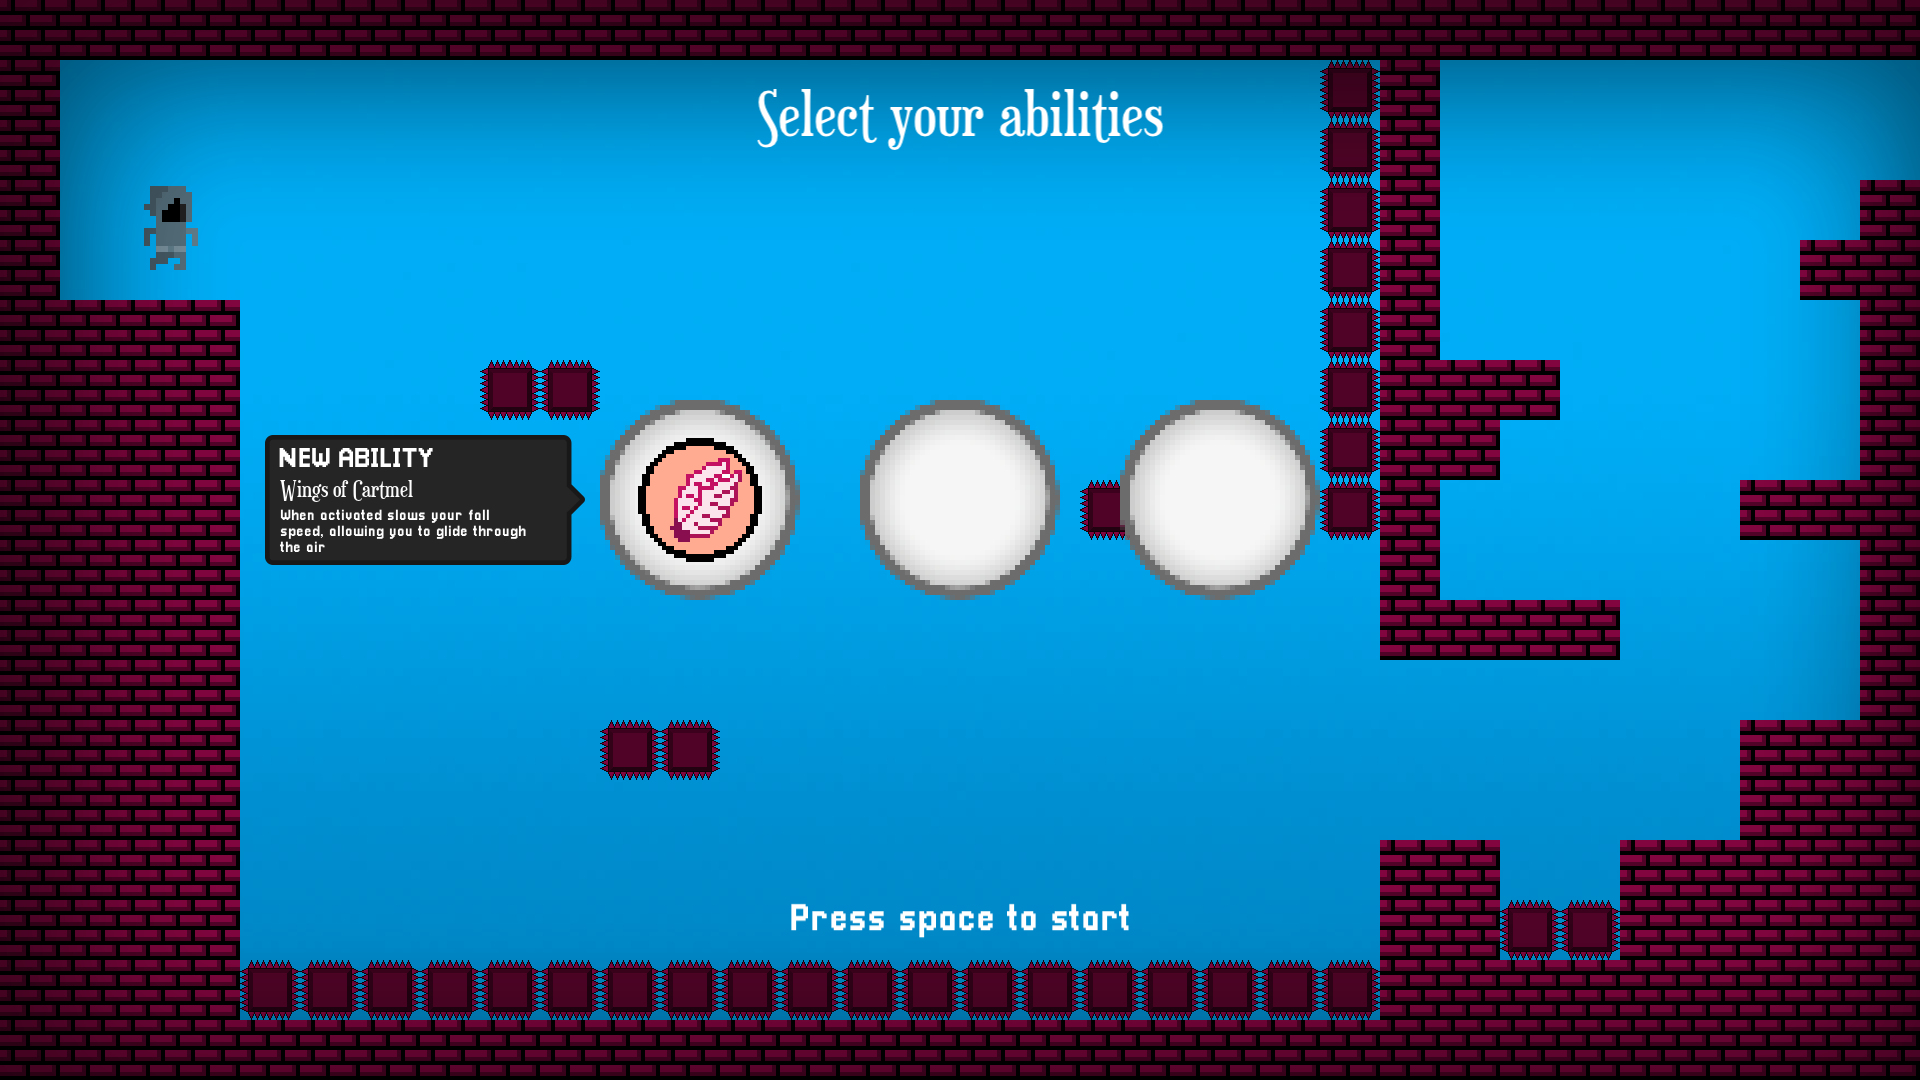 Select your abilities
NEW ABILITY
Wings of Cartmel
When activated slows your fall
speed, allowing you to glide through
the air
Press space to start